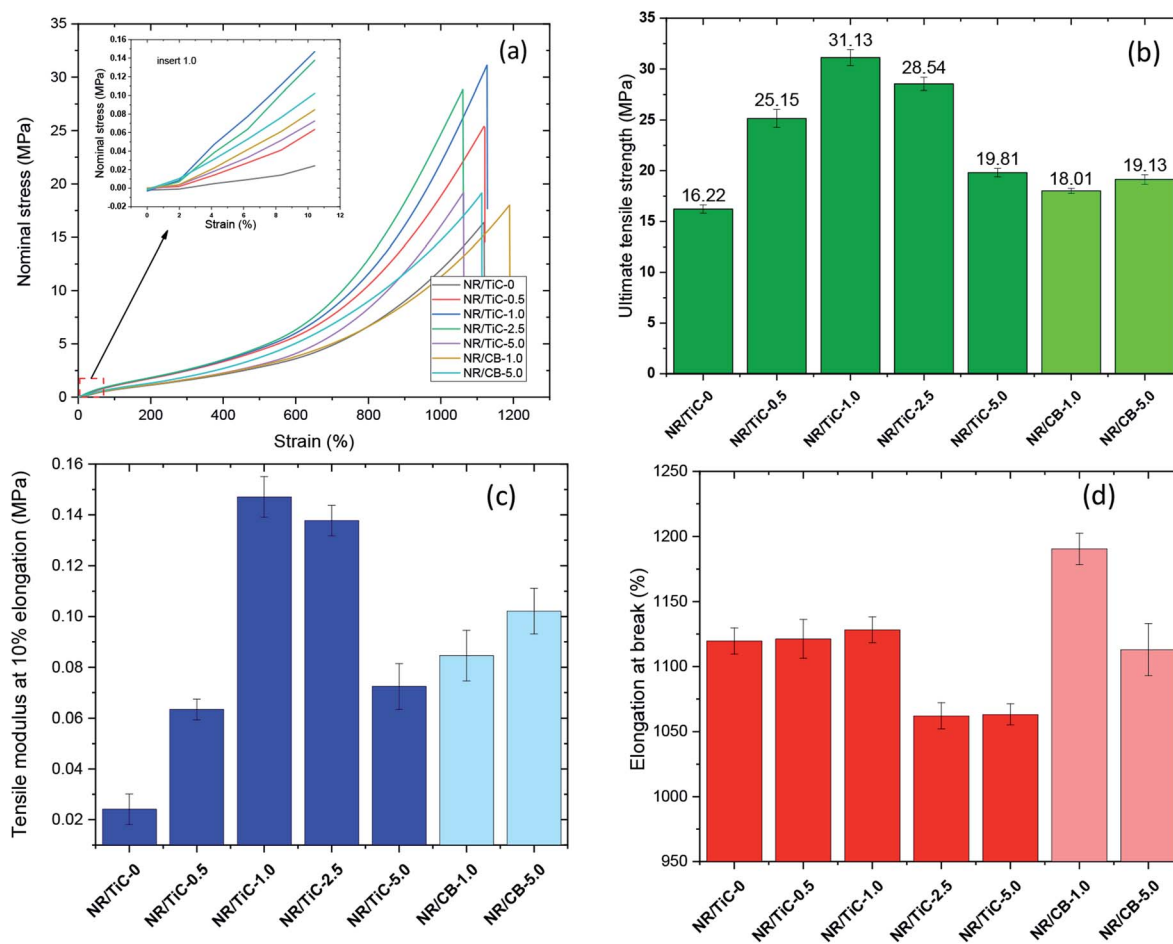 (a)
Nominal stress (MPa)
35
30
25
20
15
10
5
0
0
200
400
600
800
1000
1200
Strain (%)
insert 1.0
Nominal stress (MPa)
0.16
0.14
0.12
0.10
0.08
0.06
0.04
0.02
0.00
-0.02
0
2
4
6
8
10
12
Strain (%)
NR/TiC-0
NR/TiC-0.5
NR/TiC-1.0
NR/TiC-2.5
NR/TiC-5.0
NR/CB-1.0
NR/CB-5.0
(b)
Ultimate tensile strength (MPa)
35
30
25
20
15
10
5
0
16.22
25.15
31.13
28.54
19.81
18.01
19.13
NR/TiC-0
NR/TiC-0.5
NR/TiC-1.0
NR/TiC-2.5
NR/TiC-5.0
NR/CB-1.0
NR/CB-5.0
(c)
Tensile modulus at 10% elongation (MPa)
0.16
0.14
0.12
0.10
0.08
0.06
0.04
0.02
NR/TiC-0
NR/TiC-0.5
NR/TiC-1.0
NR/TiC-2.5
NR/TiC-5.0
NR/CB-1.0
NR/CB-5.0
(d)
Elongation at break (%)
1250
1200
1150
1100
1050
1000
950
NR/TiC-0
NR/TiC-0.5
NR/TiC-1.0
NR/TiC-2.5
NR/TiC-5.0
NR/CB-1.0
NR/CB-5.0